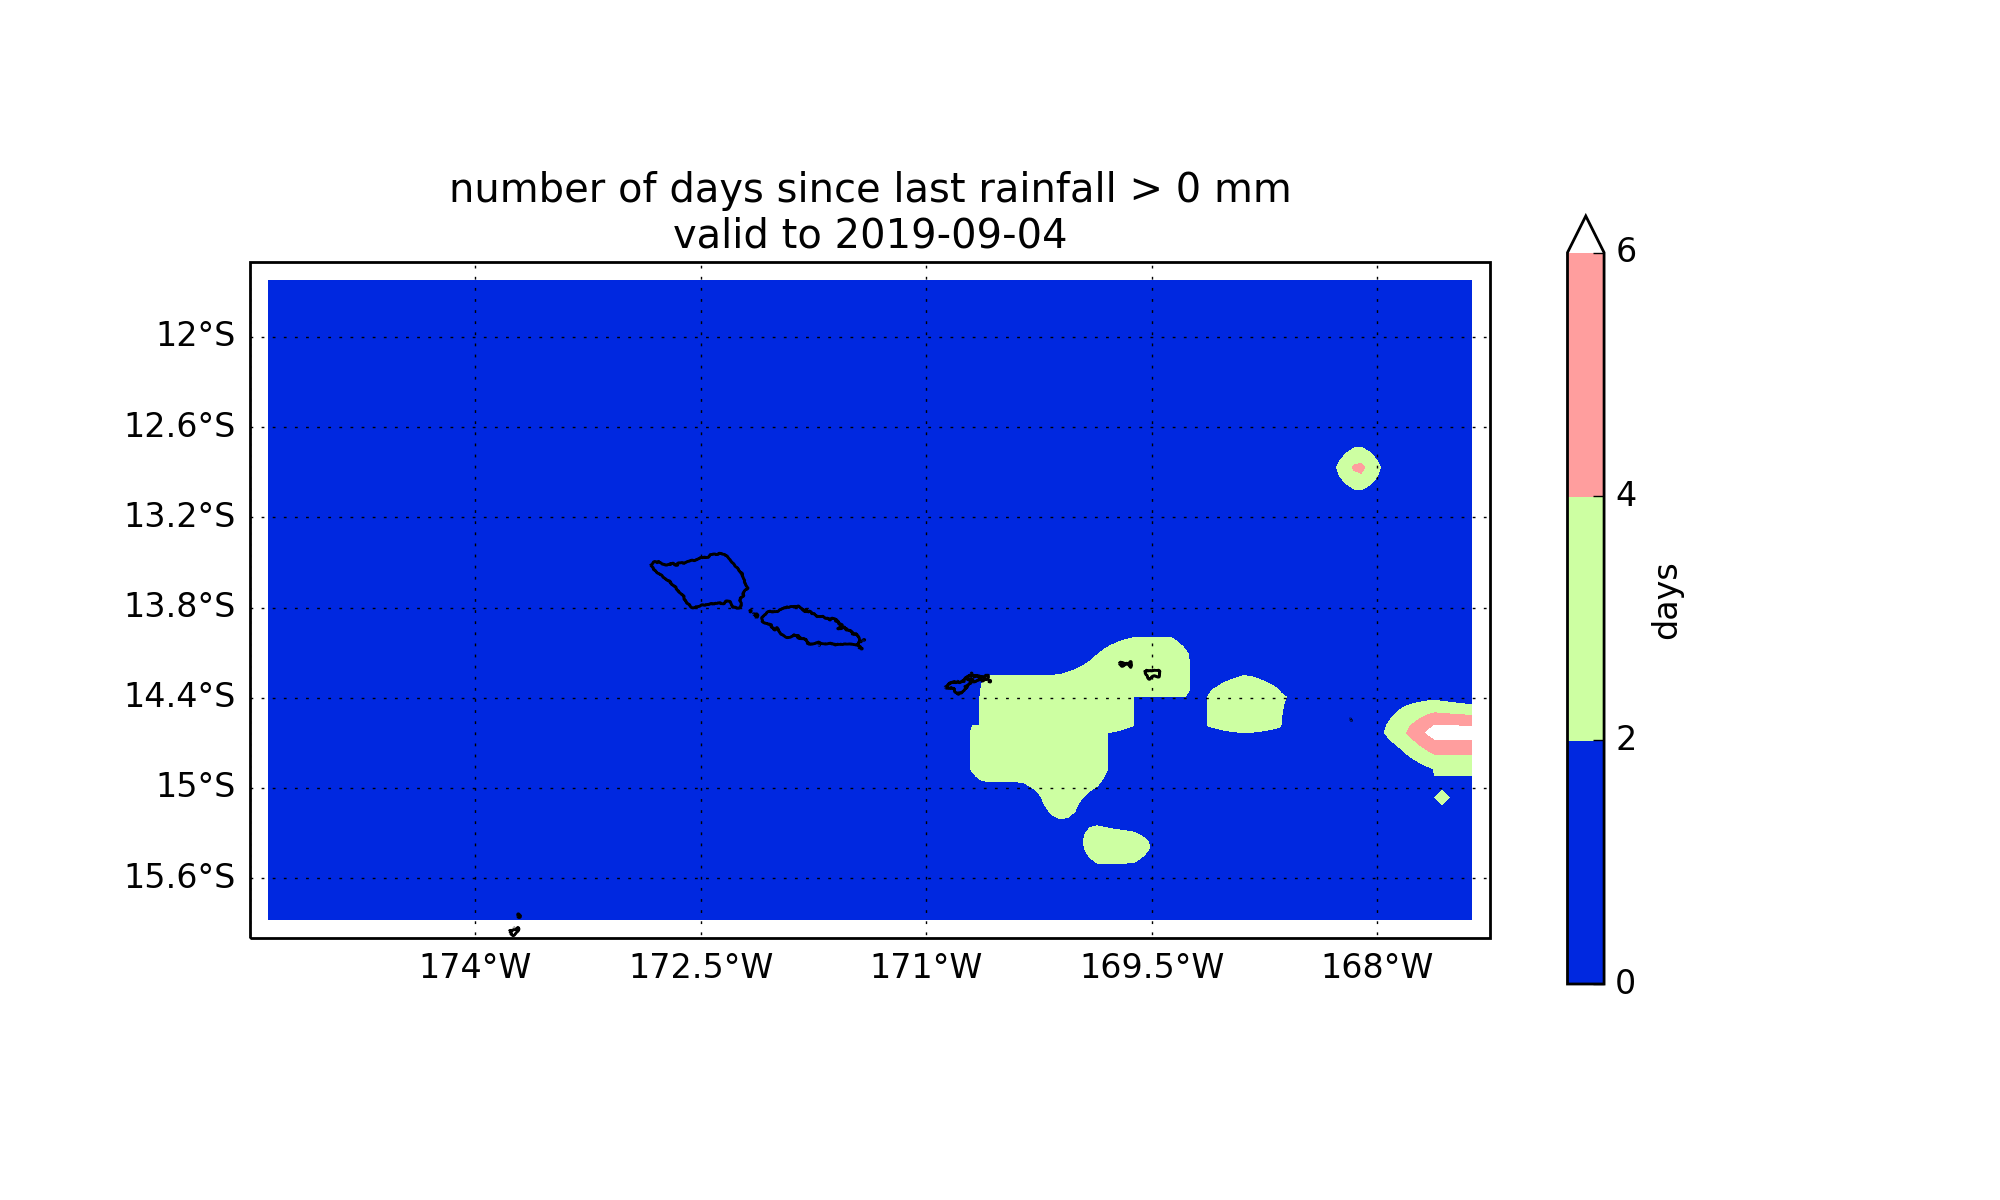 number of days since last rainfall > 0 mm
valid to 2019-09-04
12°S
12.6°S
13.2°S
13.8°S
14.4°S
15°S
15.6°S
174°W
172.5°W
171°W
169.5°W
168°W
6
4
2
0
days